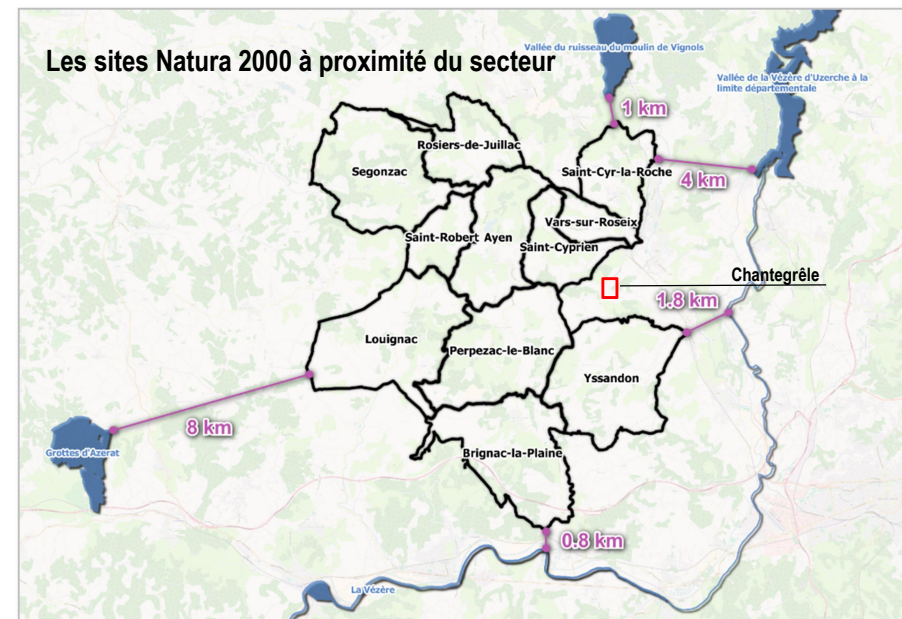 Les sites Natura 2000 à proximité du secteur
Vallée du ruisseau du moulin de Vignols
Vallée de la Vézère d'Uzerche à la
limite départementale
1 km
Rosiers-de-Juillac
Segonzac
Saint-Cyr-la-Roche
4 km
Vars-sur-Roseix
Saint-Robert
Ayen
Saint-Cyprien
Chantegrêle
1.8 km
Louignac
Perpezac-le-Blanc
Yssandon
8 km
Grottes d'Azerat
Brignac-la-Plaine
0.8 km
La Vézère